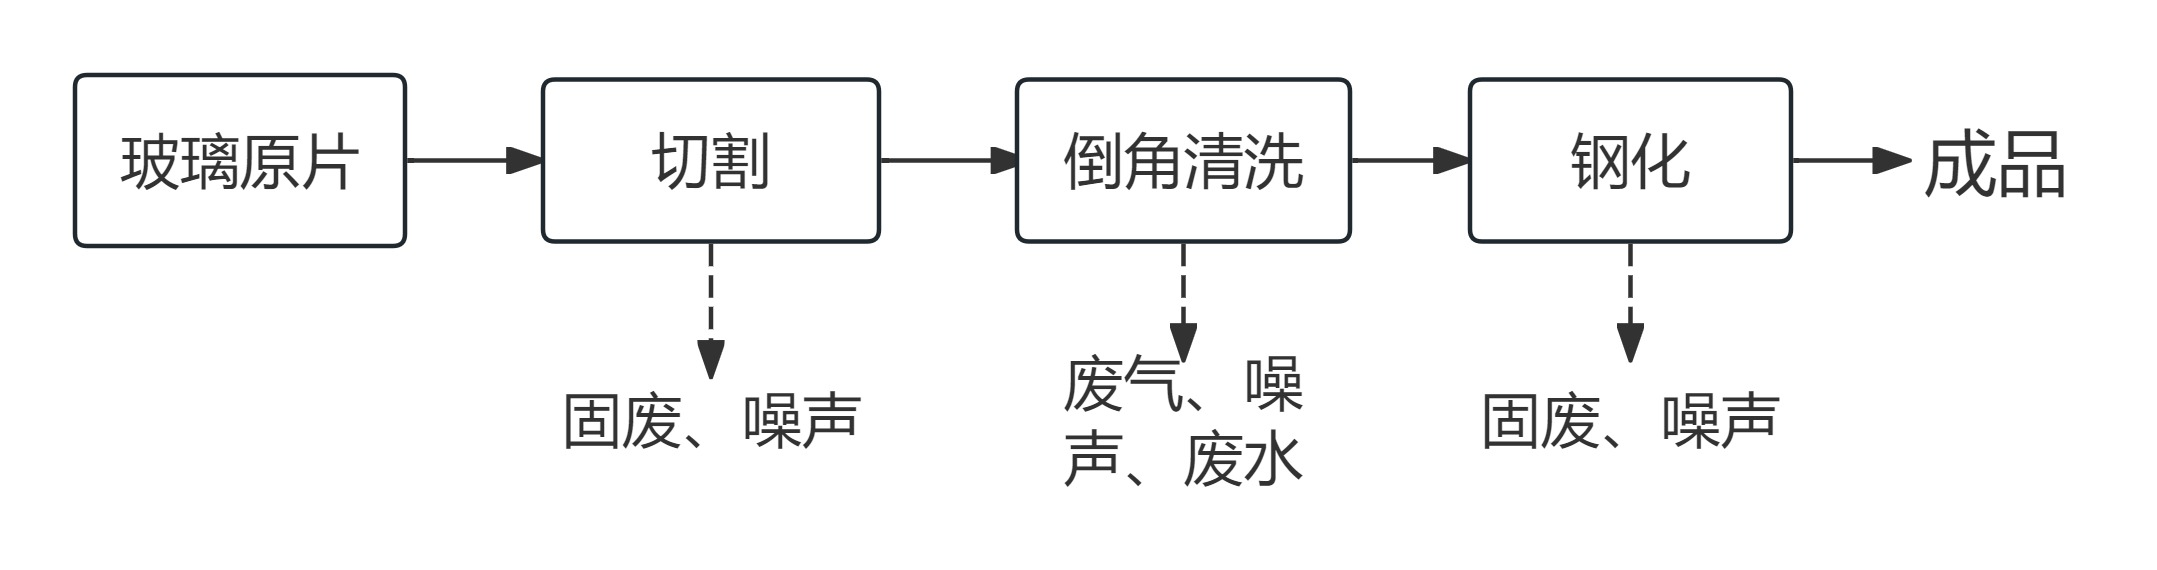 玻璃原片
切割
倒角清洗
钢化
成品
固废、噪声
废气、噪
声、废水
固废、噪声